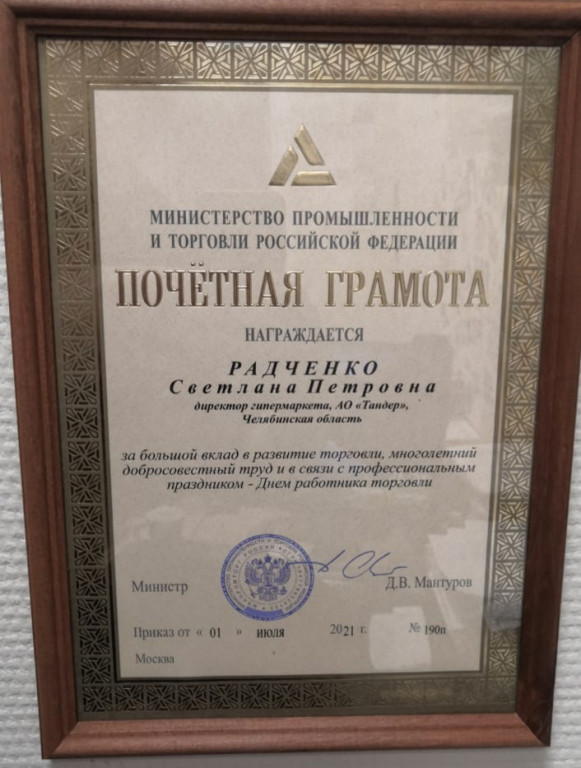 МИНИСТЕРСТВО ПРОМЫШЛЕННОСТИ
И ТОРГОВЛИ РОССИЙСКОЙ ФЕДЕРАЦИИ
ПОЧЁТНАЯ ГРАМОТА
НАГРАЖДАЕТСЯ
РАДЧЕНКО
Светлана Петровна
директор гипермаркета, АО «Тандер»,
Челябинская область
за большой вклад в развитие торговли, многолетний
добросовестный труд и в связи с профессиональным
праздником - Днем работника торговли
Министр Д.В. Мантуров
Приказ от « 01 » июля 2021 г. № 190п
Москва